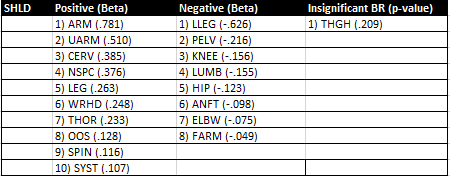 SHLD Positive (Beta) Negative (Beta) Insignificant BR (p-value)
1) ARM (.781) 1) LLEG (-.626) 1) THGH (.209)
2) UARM (.510) 2) PELV (-.216)
3) CERV (.385) 3) KNEE (-.156)
4) NSPC (.376) 4) LUMB (-.155)
5) LEG (.263) 5) HIP (-.123)
6) WRHD (.248) 6) ANFT (-.098)
7) THOR (.233) 7) ELBW (-.075)
8) OOS (.128) 8) FARM (-.049)
9) SPIN (.116)
10) SYST (.107)